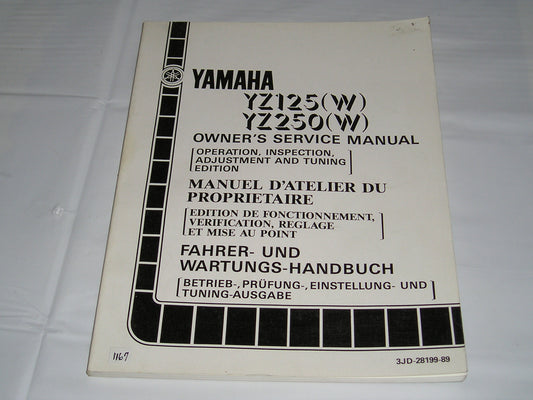 YAMAHA
YZ125(W)
YZ250(W)
OWNER'S SERVICE MANUAL
[OPERATION, INSPECTION,
ADJUSTMENT AND TUNING
EDITION]
MANUEL D'ATELIER DU
PROPRIETAIRE
[EDITION DE FONCTIONNEMENT,
VERIFICATION, REGLAGE
ET MISE AU POINT]
FAHRER- UND
WARTUNGS-HANDBUCH
[BETRIEB-, PRÜFUNG-, EINSTELLUNG- UND
TUNING-AUSGABE]
1167
3JD-28199-89